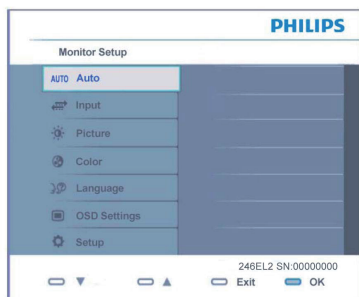 PHILIPS
Monitor Setup
AUTO Auto
Input
Picture
Color
Language
OSD Settings
Setup
246EL2 SN:00000000
Exit OK